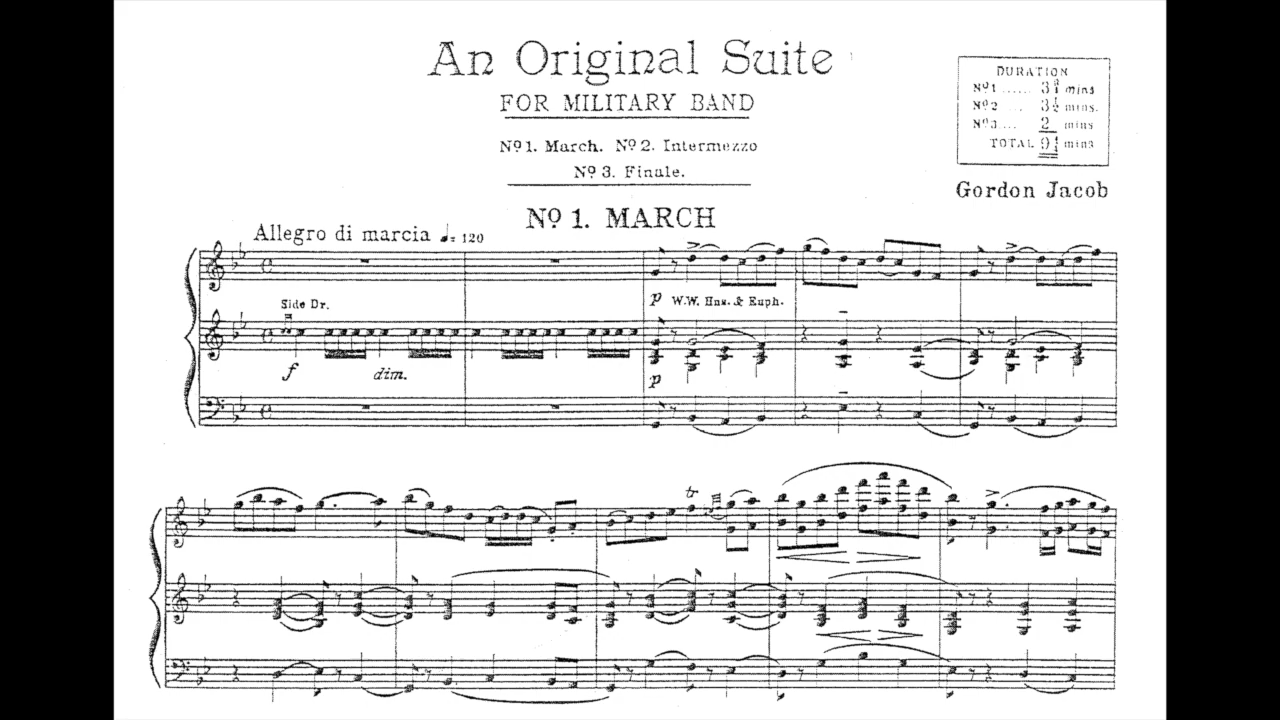 An Original Suite
FOR MILITARY BAND
Nº 1. March. Nº 2. Intermezzo
Nº 3. Finale.
DURATION
Nº 1 ...... 3¾ mins
Nº 2 ... 3½ mins.
Nº 3 .... 2 mins
TOTAL 9¼ mins
Gordon Jacob
Nº 1. MARCH
Allegro di marcia ♩= 120
Side Dr.
f dim.
p W.W. Hns. & Euph.
p
tr